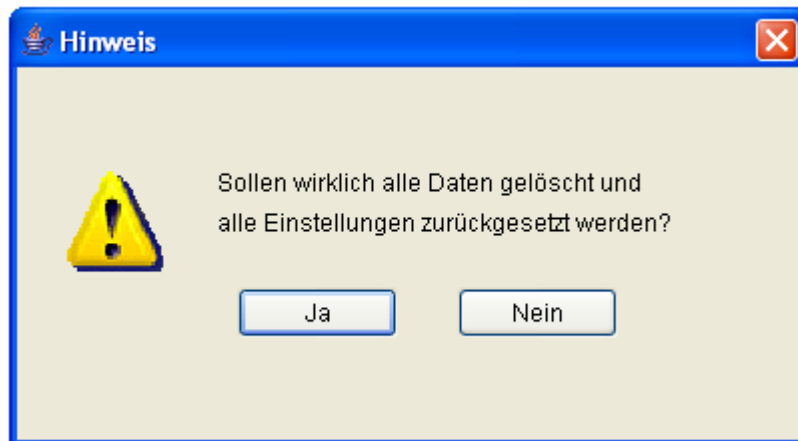 Hinweis
Sollen wirklich alle Daten gelöscht und
alle Einstellungen zurückgesetzt werden?
Ja Nein